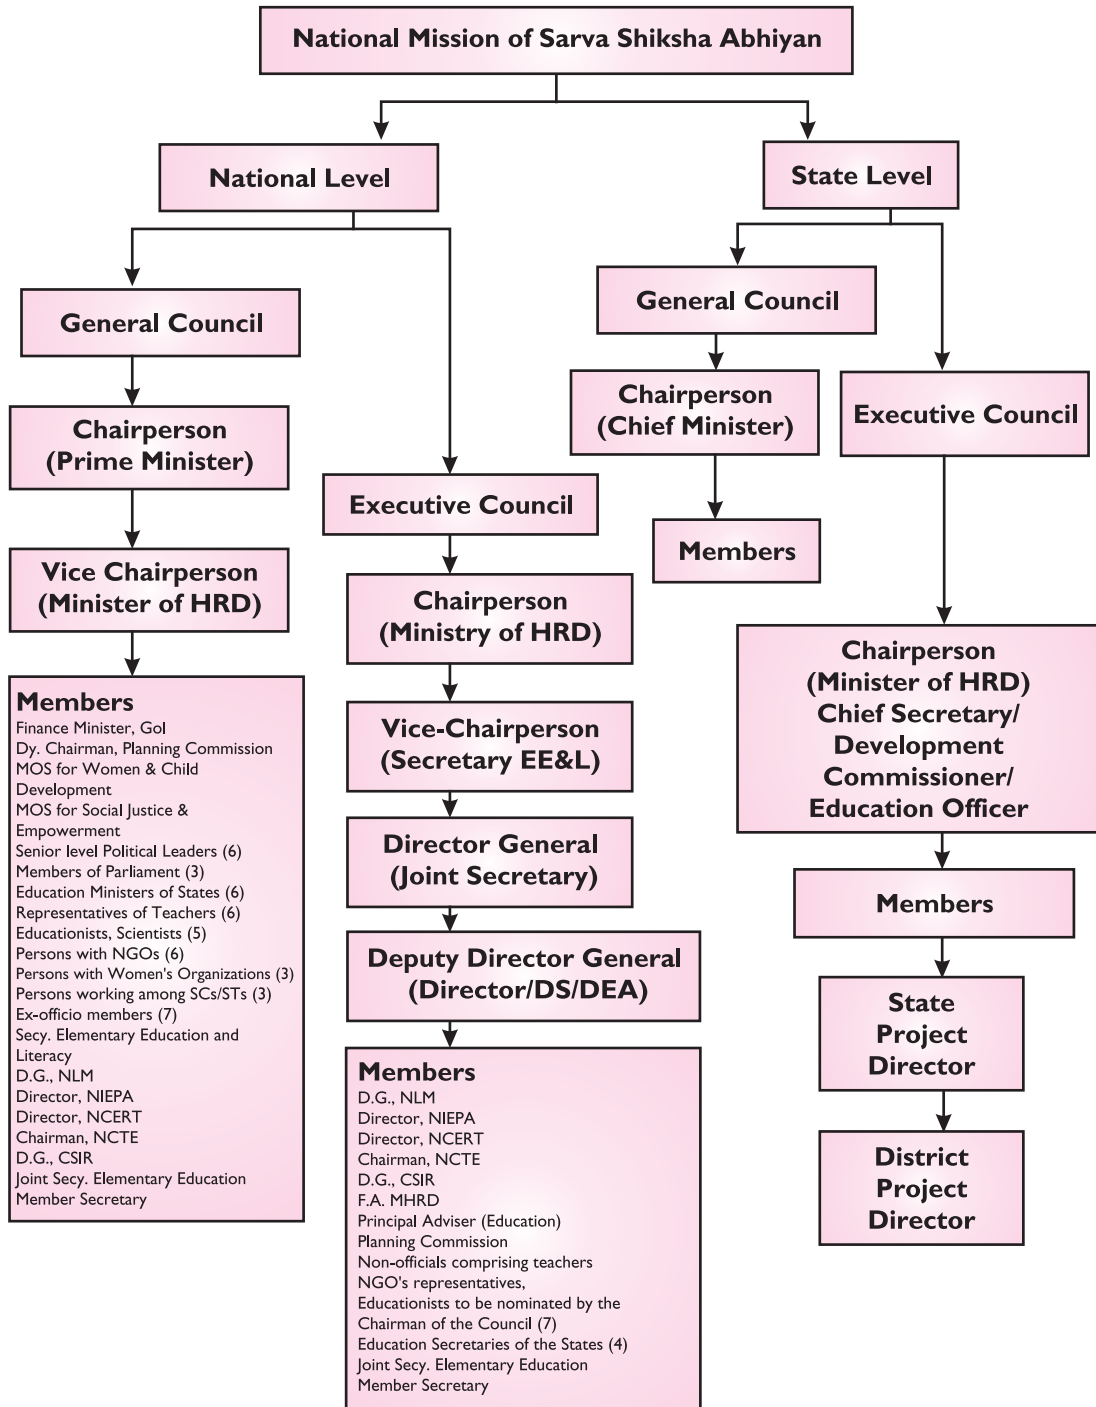 National Mission of Sarva Shiksha Abhiyan
National Level
State Level
General Council
Chairperson
(Prime Minister)
Vice Chairperson
(Minister of HRD)
Members
Finance Minister, GoI
Dy. Chairman, Planning Commission
MOS for Women & Child
Development
MOS for Social Justice &
Empowerment
Senior level Political Leaders (6)
Members of Parliament (3)
Education Ministers of States (6)
Representatives of Teachers (6)
Educationists, Scientists (5)
Persons with NGOs (6)
Persons with Women's Organizations (3)
Persons working among SCs/STs (3)
Ex-officio members (7)
Secy. Elementary Education and
Literacy
D.G., NLM
Director, NIEPA
Director, NCERT
Chairman, NCTE
D.G., CSIR
Joint Secy. Elementary Education
Member Secretary
Executive Council
Chairperson
(Ministry of HRD)
Vice-Chairperson
(Secretary EE&L)
Director General
(Joint Secretary)
Deputy Director General
(Director/DS/DEA)
Members
D.G., NLM
Director, NIEPA
Director, NCERT
Chairman, NCTE
D.G., CSIR
F.A. MHRD
Principal Adviser (Education)
Planning Commission
Non-officials comprising teachers
NGO's representatives,
Educationists to be nominated by the
Chairman of the Council (7)
Education Secretaries of the States (4)
Joint Secy. Elementary Education
Member Secretary
General Council
Chairperson
(Chief Minister)
Members
Executive Council
Chairperson
(Minister of HRD)
Chief Secretary/
Development
Commissioner/
Education Officer
Members
State
Project
Director
District
Project
Director